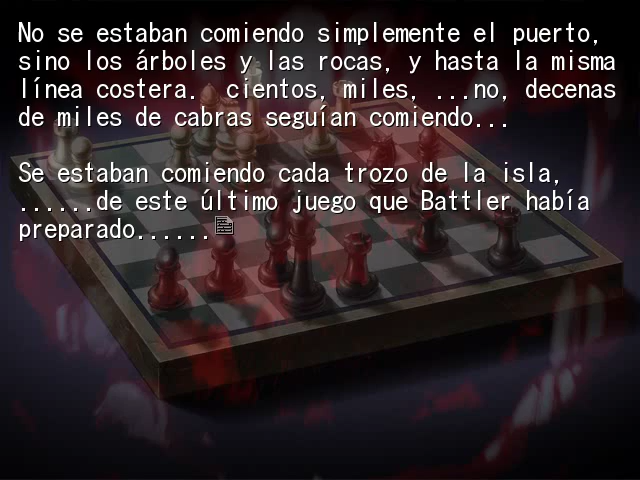 No se estaban comiendo simplemente el puerto,
sino los árboles y las rocas, y hasta la misma
línea costera.. cientos, miles, ...no, decenas
de miles de cabras seguían comiendo...
Se estaban comiendo cada trozo de la isla,
......de este último juego que Battler había
preparado......